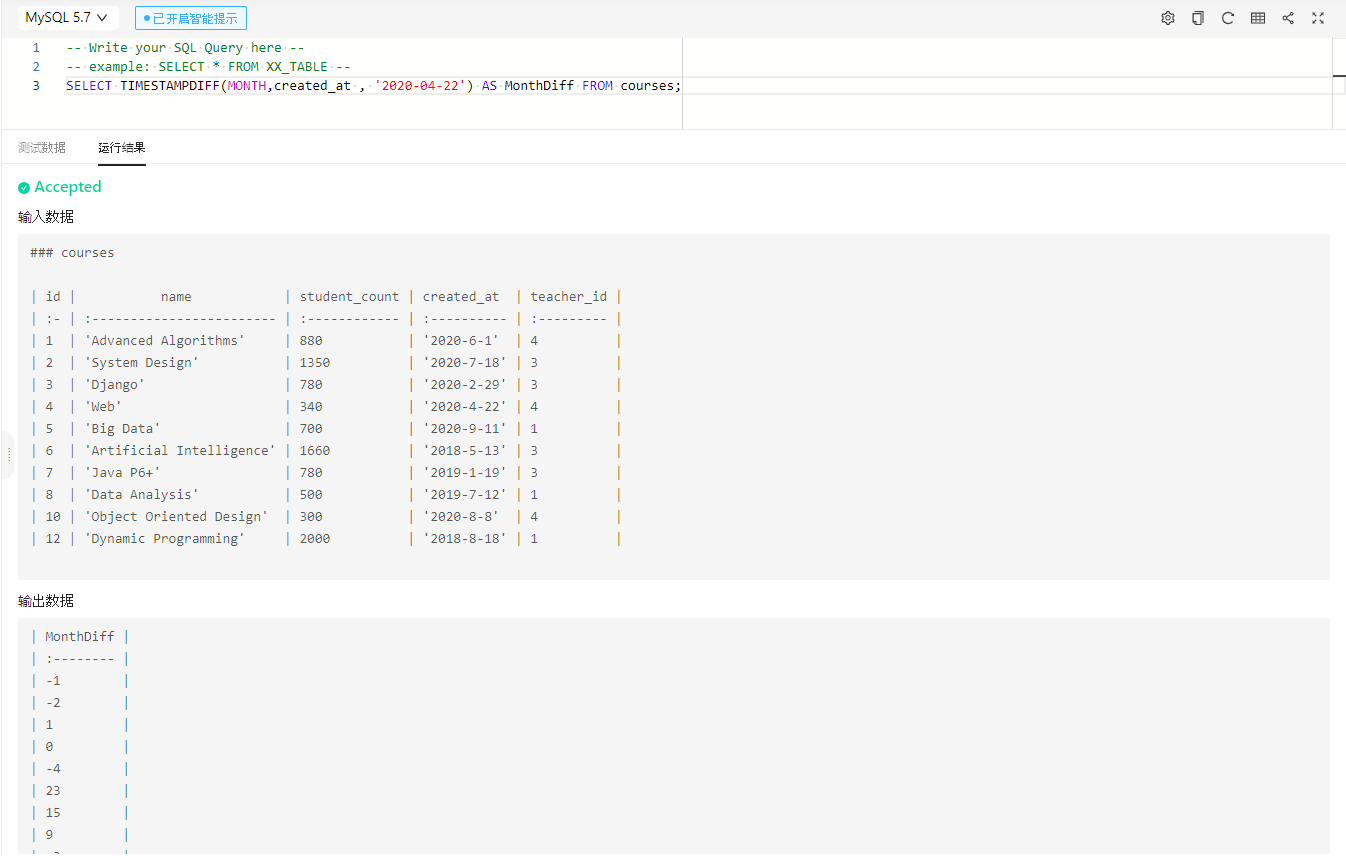 MySQL 5.7 已开启智能提示
1 -- Write your SQL Query here --
2 -- example: SELECT * FROM XX_TABLE --
3 SELECT TIMESTAMPDIFF(MONTH,created_at , '2020-04-22') AS MonthDiff FROM courses;
测试数据 运行结果
Accepted
输入数据
### courses
| id | name | student_count | created_at | teacher_id |
| :- | :------------------------ | :------------ | :---------- | :--------- |
| 1 | 'Advanced Algorithms' | 880 | '2020-6-1' | 4 |
| 2 | 'System Design' | 1350 | '2020-7-18' | 3 |
| 3 | 'Django' | 780 | '2020-2-29' | 3 |
| 4 | 'Web' | 340 | '2020-4-22' | 4 |
| 5 | 'Big Data' | 700 | '2020-9-11' | 1 |
| 6 | 'Artificial Intelligence' | 1660 | '2018-5-13' | 3 |
| 7 | 'Java P6+' | 780 | '2019-1-19' | 3 |
| 8 | 'Data Analysis' | 500 | '2019-7-12' | 1 |
| 10 | 'Object Oriented Design' | 300 | '2020-8-8' | 4 |
| 12 | 'Dynamic Programming' | 2000 | '2018-8-18' | 1 |
输出数据
| MonthDiff |
| :-------- |
| -1 |
| -2 |
| 1 |
| 0 |
| -4 |
| 23 |
| 15 |
| 9 |